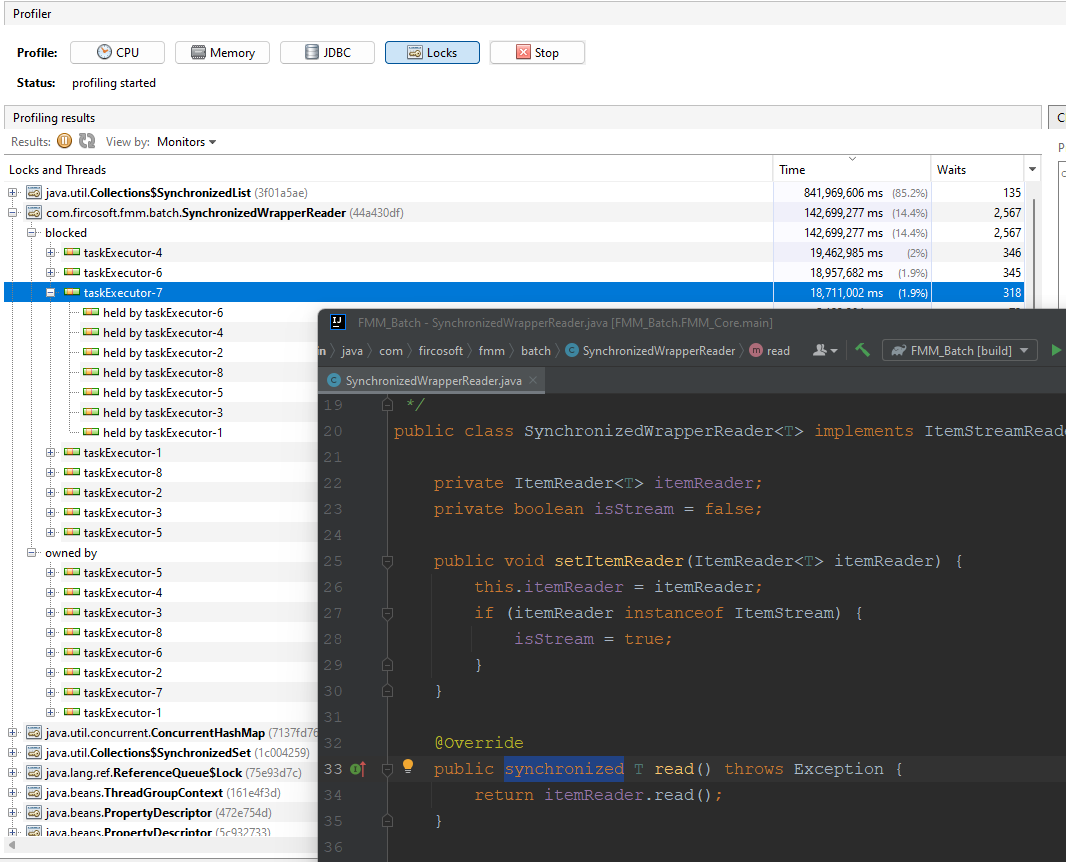 Profiler
Profile: CPU Memory JDBC Locks Stop
Status: profiling started
Profiling results
Results: View by: Monitors
Locks and Threads Time Waits
java.util.Collections$SynchronizedList (3f01a5ae) 841,969,606 ms (85.2%) 135
com.fircosoft.fmm.batch.SynchronizedWrapperReader (44a430df) 142,699,277 ms (14.4%) 2,567
blocked 142,699,277 ms (14.4%) 2,567
taskExecutor-4 19,462,985 ms (2%) 346
taskExecutor-6 18,957,682 ms (1.9%) 345
taskExecutor-7 18,711,002 ms (1.9%) 318
held by taskExecutor-6
held by taskExecutor-4
held by taskExecutor-2
held by taskExecutor-8
held by taskExecutor-5
held by taskExecutor-3
held by taskExecutor-1
taskExecutor-1
taskExecutor-8
taskExecutor-2
taskExecutor-3
taskExecutor-5
owned by
taskExecutor-5
taskExecutor-4
taskExecutor-3
taskExecutor-8
taskExecutor-6
taskExecutor-2
taskExecutor-7
taskExecutor-1
java.util.concurrent.ConcurrentHashMap (7137fd76
java.util.Collections$SynchronizedSet (1c004259)
java.lang.ref.ReferenceQueue$Lock (75e93d7c)
java.beans.ThreadGroupContext (161e4f3d)
java.beans.PropertyDescriptor (472e754d)
java.beans.PropertyDescriptor (5c932733)
IJ FMM_Batch - SynchronizedWrapperReader.java [FMM_Batch.FMM_Core.main]
in java com fircosoft fmm batch SynchronizedWrapperReader read FMM_Batch [build]
SynchronizedWrapperReader.java
19 */
20 public class SynchronizedWrapperReader<T> implements ItemStreamReade
21
22 private ItemReader<T> itemReader;
23 private boolean isStream = false;
24
25 public void setItemReader(ItemReader<T> itemReader) {
26 this.itemReader = itemReader;
27 if (itemReader instanceof ItemStream) {
28 isStream = true;
29 }
30 }
31
32 @Override
33 public synchronized T read() throws Exception {
34 return itemReader.read();
35 }
36